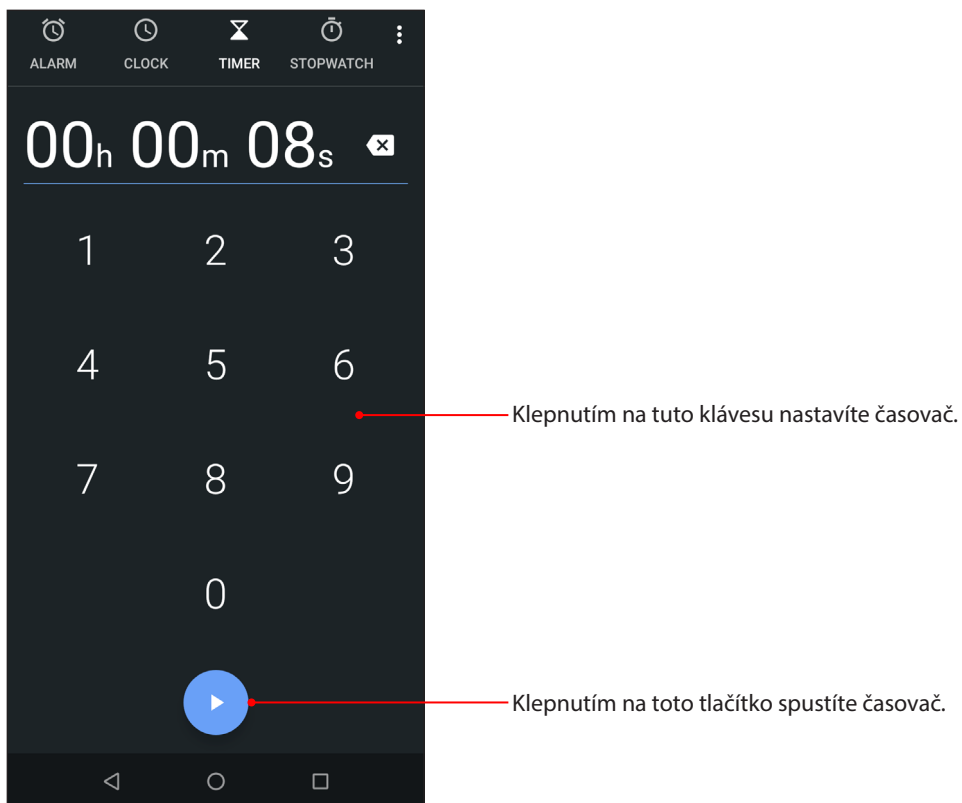 ALARM CLOCK TIMER STOPWATCH
00h 00m 08s
1 2 3
4 5 6
Klepnutím na tuto klávesu nastavíte časovač.
7 8 9
0
Klepnutím na toto tlačítko spustíte časovač.